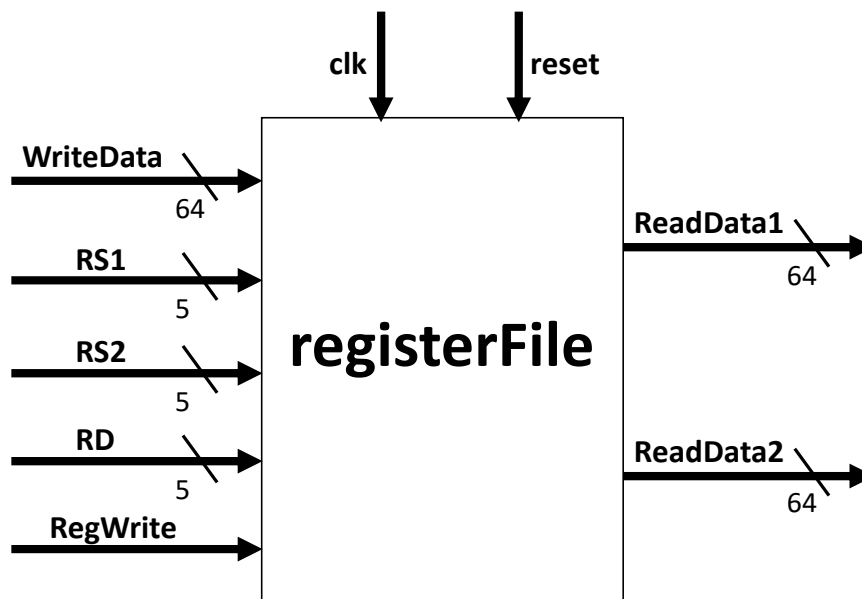 clk
reset
WriteData
64
RS1
5
RS2
5
RD
5
RegWrite
registerFile
ReadData1
64
ReadData2
64